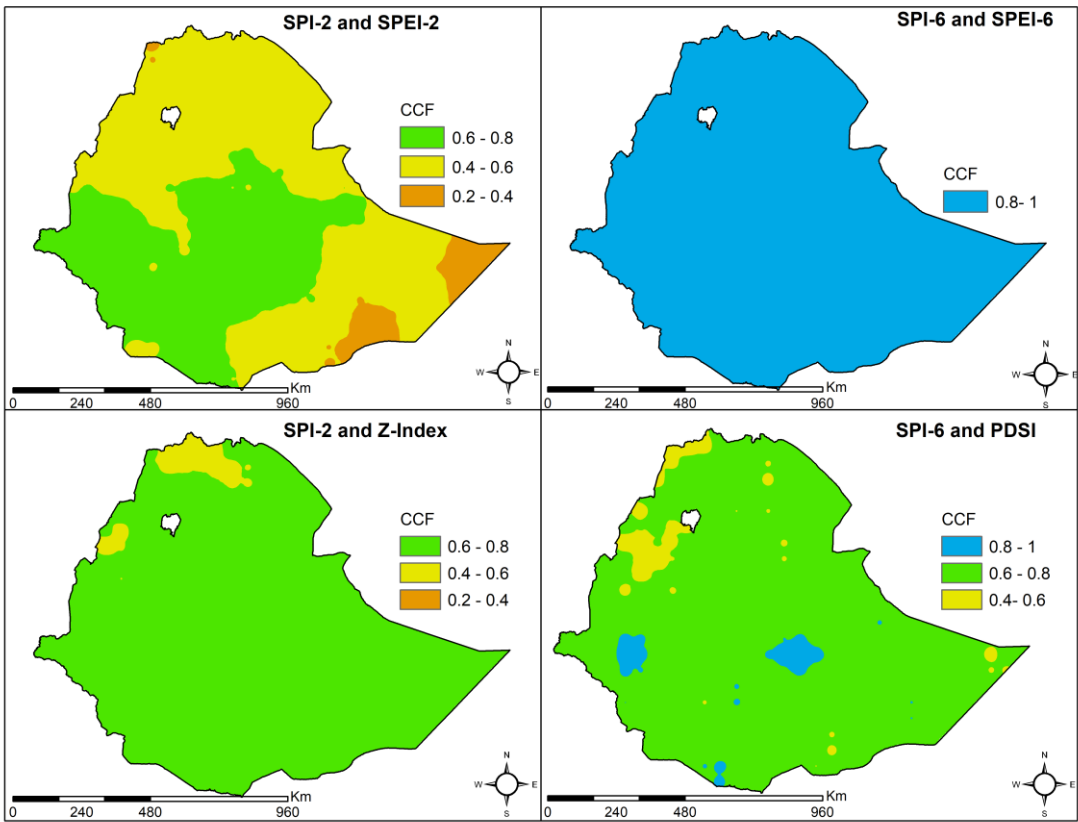 SPI-2 and SPEI-2
CCF
0.6 - 0.8
0.4 - 0.6
0.2 - 0.4
N
W E
S
Km
0 240 480 960
SPI-6 and SPEI-6
CCF
0.8- 1
N
W E
S
Km
0 240 480 960
SPI-2 and Z-Index
CCF
0.6 - 0.8
0.4 - 0.6
0.2 - 0.4
N
W E
S
Km
0 240 480 960
SPI-6 and PDSI
CCF
0.8 - 1
0.6 - 0.8
0.4- 0.6
N
W E
S
Km
0 240 480 960